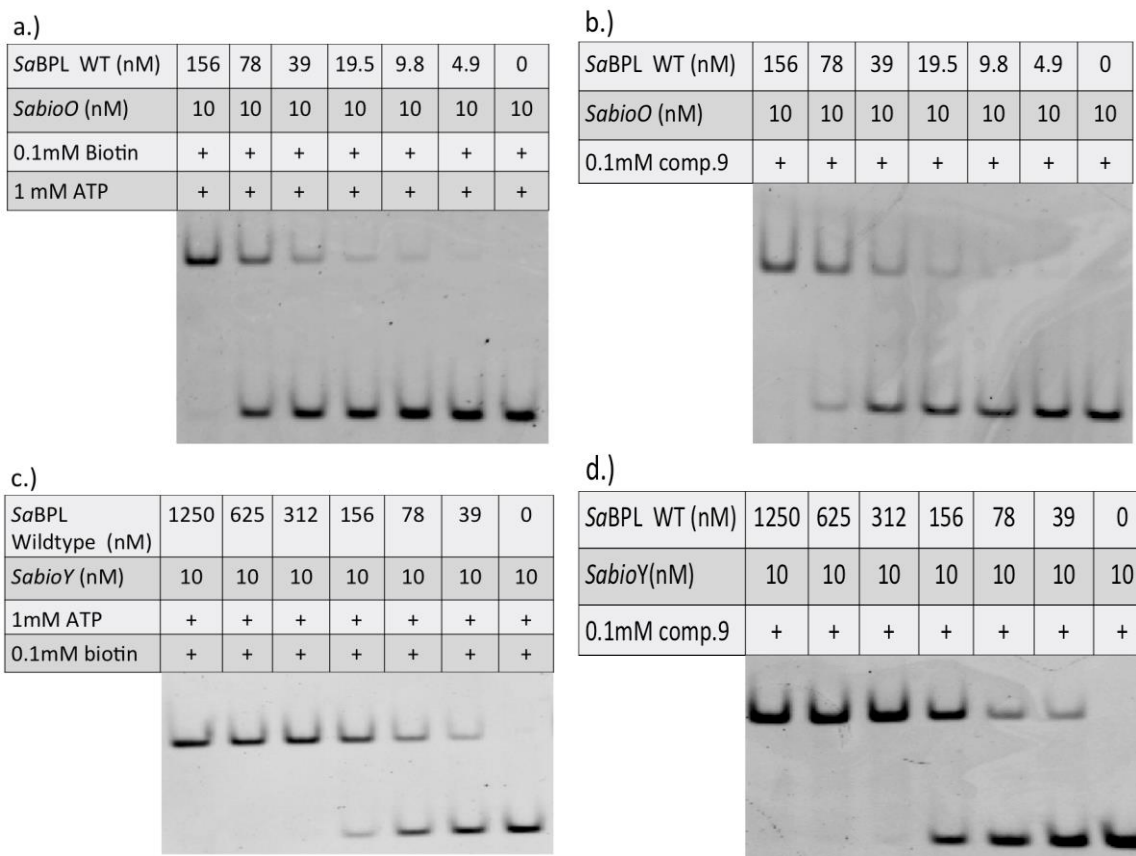 a.)
SaBPL WT (nM) 156 78 39 19.5 9.8 4.9 0
SabioO (nM) 10 10 10 10 10 10 10
0.1mM Biotin + + + + + + +
1 mM ATP + + + + + + +
b.)
SaBPL WT (nM) 156 78 39 19.5 9.8 4.9 0
SabioO (nM) 10 10 10 10 10 10 10
0.1mM comp.9 + + + + + + +
c.)
SaBPL 1250 625 312 156 78 39 0
Wildtype (nM)
SabioY (nM) 10 10 10 10 10 10 10
1mM ATP + + + + + + +
0.1mM biotin + + + + + + +
d.)
SaBPL WT (nM) 1250 625 312 156 78 39 0
SabioY(nM) 10 10 10 10 10 10 10
0.1mM comp.9 + + + + + + +